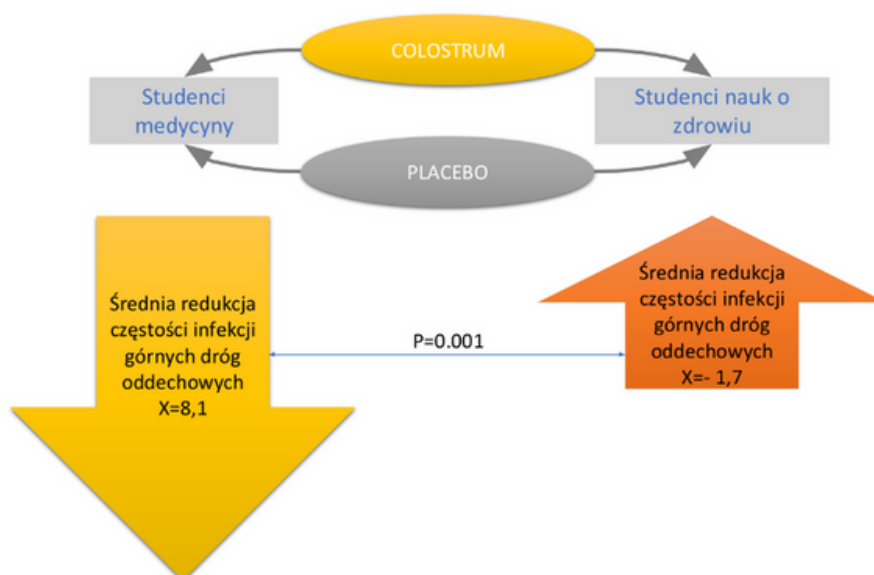 COLOSTRUM
Studenci
medycyny
Studenci nauk o
zdrowiu
PLACEBO
Średnia redukcja
częstości infekcji
górnych dróg
oddechowych
X=8,1
P=0.001
Średnia redukcja
częstości infekcji
górnych dróg
oddechowych
X=- 1,7